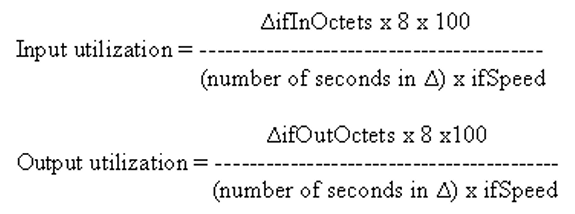 ΔifInOctets x 8 x 100
Input utilization = ----------------------------------------
(number of seconds in Δ) x ifSpeed
ΔifOutOctets x 8 x100
Output utilization = ----------------------------------------
(number of seconds in Δ) x ifSpeed